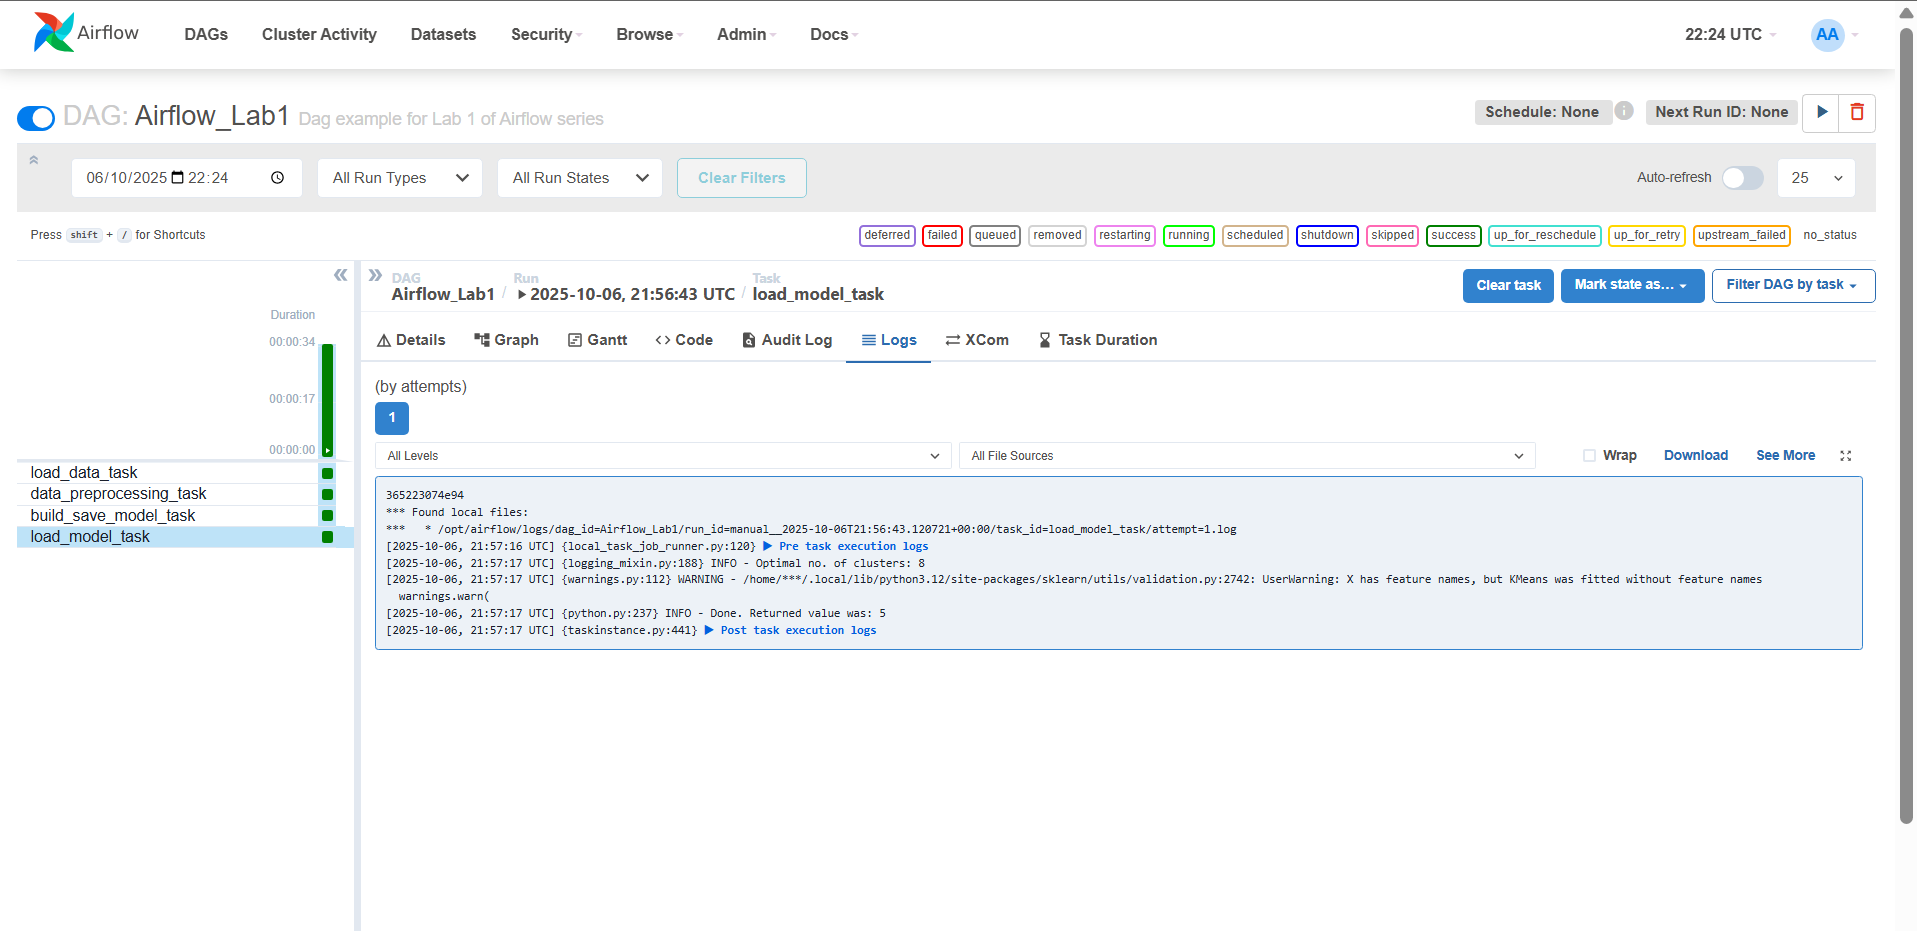 Airflow
DAGs
Cluster Activity
Datasets
Security
Browse
Admin
Docs
22:24 UTC
AA
DAG: Airflow_Lab1 Dag example for Lab 1 of Airflow series
Schedule: None
Next Run ID: None
06/10/2025 22:24
All Run Types
All Run States
Clear Filters
Auto-refresh
25
Press shift + / for Shortcuts
deferred
failed
queued
removed
restarting
running
scheduled
shutdown
skipped
success
up_for_reschedule
up_for_retry
upstream_failed
no_status
Duration
00:00:34
00:00:17
00:00:00
load_data_task
data_preprocessing_task
build_save_model_task
load_model_task
DAG
Airflow_Lab1
/
Run
2025-10-06, 21:56:43 UTC
/
Task
load_model_task
Clear task
Mark state as...
Filter DAG by task
Details
Graph
Gantt
Code
Audit Log
Logs
XCom
Task Duration
(by attempts)
1
All Levels
All File Sources
Wrap
Download
See More
365223074e94
*** Found local files:
***   * /opt/airflow/logs/dag_id=Airflow_Lab1/run_id=manual__2025-10-06T21:56:43.120721+00:00/task_id=load_model_task/attempt=1.log
[2025-10-06, 21:57:16 UTC] {local_task_job_runner.py:120} ▶ Pre task execution logs
[2025-10-06, 21:57:17 UTC] {logging_mixin.py:188} INFO - Optimal no. of clusters: 8
[2025-10-06, 21:57:17 UTC] {warnings.py:112} WARNING - /home/***/.local/lib/python3.12/site-packages/sklearn/utils/validation.py:2742: UserWarning: X has feature names, but KMeans was fitted without feature names
warnings.warn(
[2025-10-06, 21:57:17 UTC] {python.py:237} INFO - Done. Returned value was: 5
[2025-10-06, 21:57:17 UTC] {taskinstance.py:441} ▶ Post task execution logs